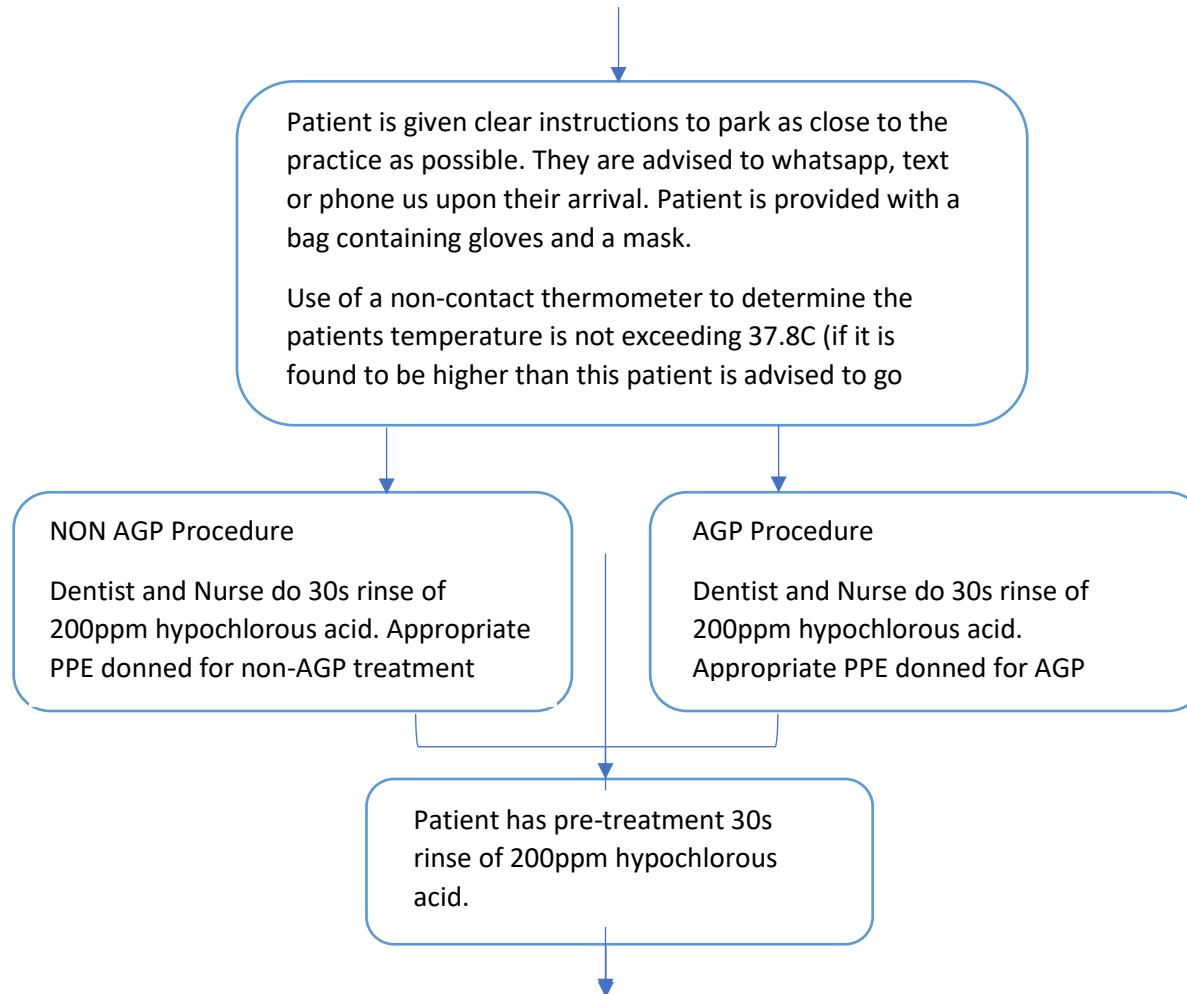 Patient is given clear instructions to park as close to the
practice as possible. They are advised to whatsapp, text
or phone us upon their arrival. Patient is provided with a
bag containing gloves and a mask.
Use of a non-contact thermometer to determine the
patients temperature is not exceeding 37.8C (if it is
found to be higher than this patient is advised to go
NON AGP Procedure
Dentist and Nurse do 30s rinse of
200ppm hypochlorous acid. Appropriate
PPE donned for non-AGP treatment
AGP Procedure
Dentist and Nurse do 30s rinse of
200ppm hypochlorous acid.
Appropriate PPE donned for AGP
Patient has pre-treatment 30s
rinse of 200ppm hypochlorous
acid.